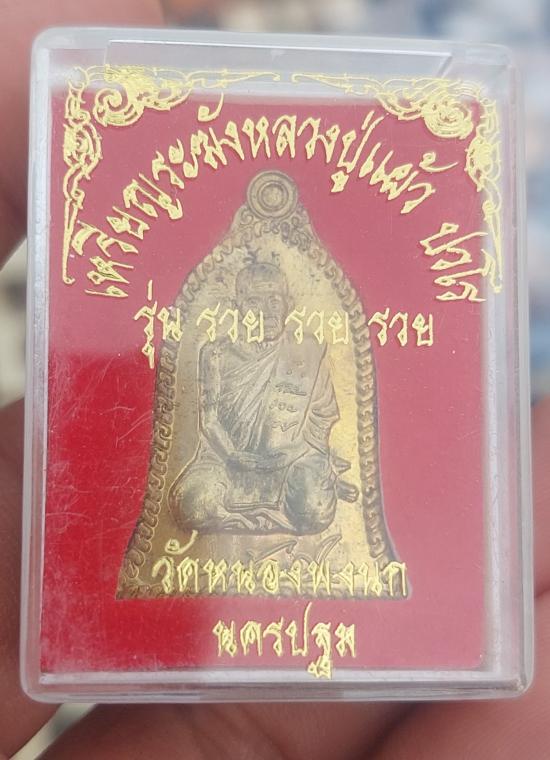 เหรียญระฆังหลวงปู่แผ้ว ปวโร
รุ่น รวย รวย รวย
วัดหนองพงนก
นครปฐม